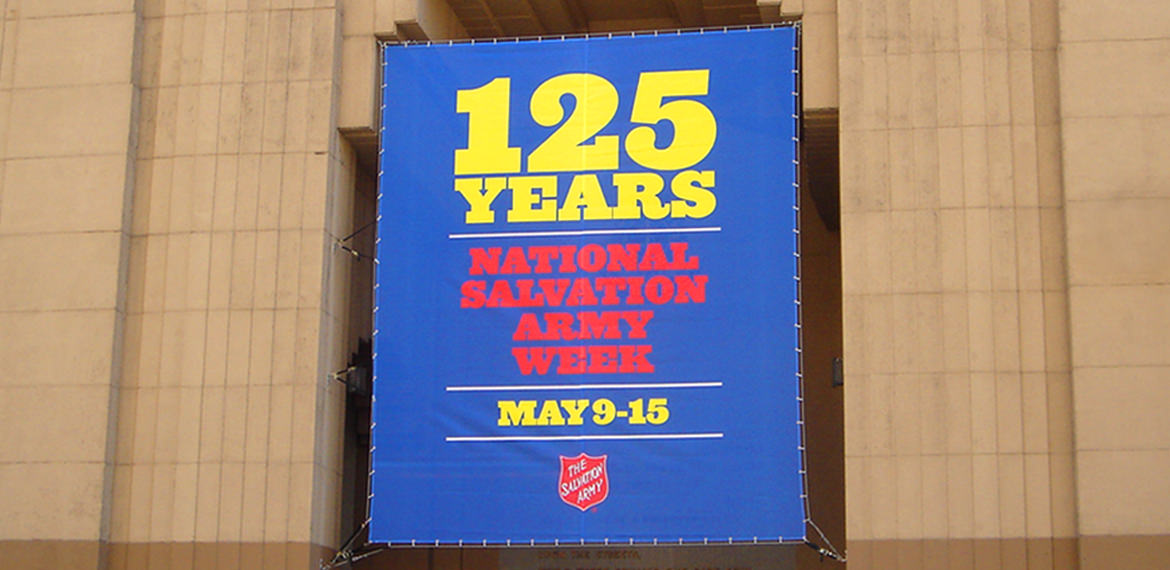 125
YEARS
NATIONAL
SALVATION
ARMY
WEEK
MAY 9-15
THE
SALVATION
ARMY